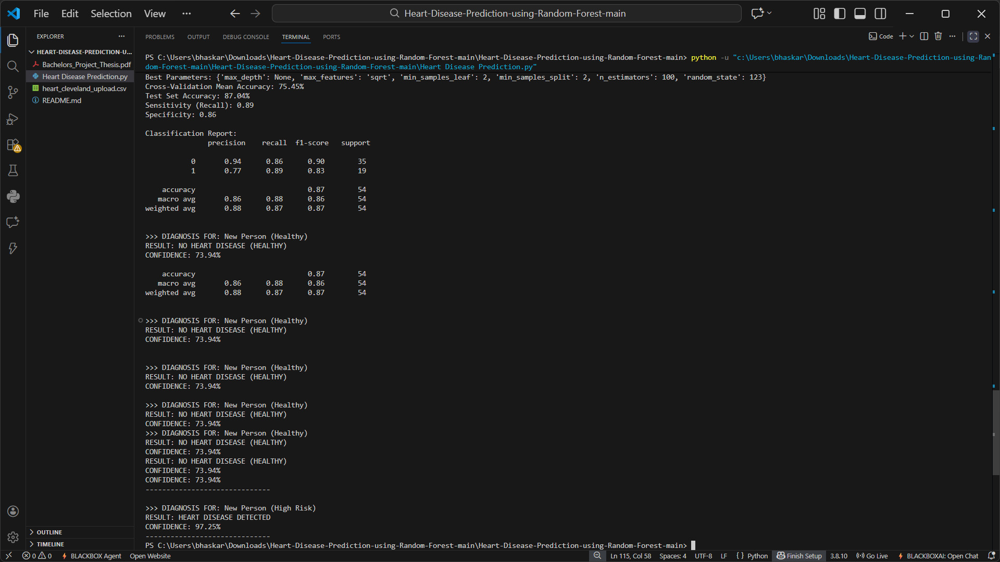 File Edit Selection View ··· Heart-Disease-Prediction-using-Random-Forest-main
EXPLORER ···
HEART-DISEASE-PREDICTION-U...
Bachelors_Project_Thesis.pdf
Heart Disease Prediction.py
heart_cleveland_upload.csv
README.md
OUTLINE
TIMELINE
PROBLEMS OUTPUT DEBUG CONSOLE TERMINAL PORTS Code
PS C:\Users\bhaskar\Downloads\Heart-Disease-Prediction-using-Random-Forest-main\Heart-Disease-Prediction-using-Random-Forest-main> python -u "c:\Users\bhaskar\Downloads\Heart-Disease-Prediction-using-Ran
dom-Forest-main\Heart-Disease-Prediction-using-Random-Forest-main\Heart Disease Prediction.py"
Best Parameters: {'max_depth': None, 'max_features': 'sqrt', 'min_samples_leaf': 2, 'min_samples_split': 2, 'n_estimators': 100, 'random_state': 123}
Cross-Validation Mean Accuracy: 75.45%
Test Set Accuracy: 87.04%
Sensitivity (Recall): 0.89
Specificity: 0.86
Classification Report:
precision recall f1-score support
0 0.94 0.86 0.90 35
1 0.77 0.89 0.83 19
accuracy 0.87 54
macro avg 0.86 0.88 0.86 54
weighted avg 0.88 0.87 0.87 54
>>> DIAGNOSIS FOR: New Person (Healthy)
RESULT: NO HEART DISEASE (HEALTHY)
CONFIDENCE: 73.94%
accuracy 0.87 54
macro avg 0.86 0.88 0.86 54
weighted avg 0.88 0.87 0.87 54
>>> DIAGNOSIS FOR: New Person (Healthy)
RESULT: NO HEART DISEASE (HEALTHY)
CONFIDENCE: 73.94%
>>> DIAGNOSIS FOR: New Person (Healthy)
RESULT: NO HEART DISEASE (HEALTHY)
CONFIDENCE: 73.94%
>>> DIAGNOSIS FOR: New Person (Healthy)
RESULT: NO HEART DISEASE (HEALTHY)
CONFIDENCE: 73.94%
>>> DIAGNOSIS FOR: New Person (Healthy)
RESULT: NO HEART DISEASE (HEALTHY)
CONFIDENCE: 73.94%
RESULT: NO HEART DISEASE (HEALTHY)
CONFIDENCE: 73.94%
CONFIDENCE: 73.94%
------------------------------
>>> DIAGNOSIS FOR: New Person (High Risk)
RESULT: HEART DISEASE DETECTED
CONFIDENCE: 97.25%
------------------------------
PS C:\Users\bhaskar\Downloads\Heart-Disease-Prediction-using-Random-Forest-main\Heart-Disease-Prediction-using-Random-Forest-main>
0 0 BLACKBOX Agent Open Website Ln 115, Col 58 Spaces: 4 UTF-8 LF { } Python Finish Setup 3.8.10 Go Live BLACKBOXAI: Open Chat